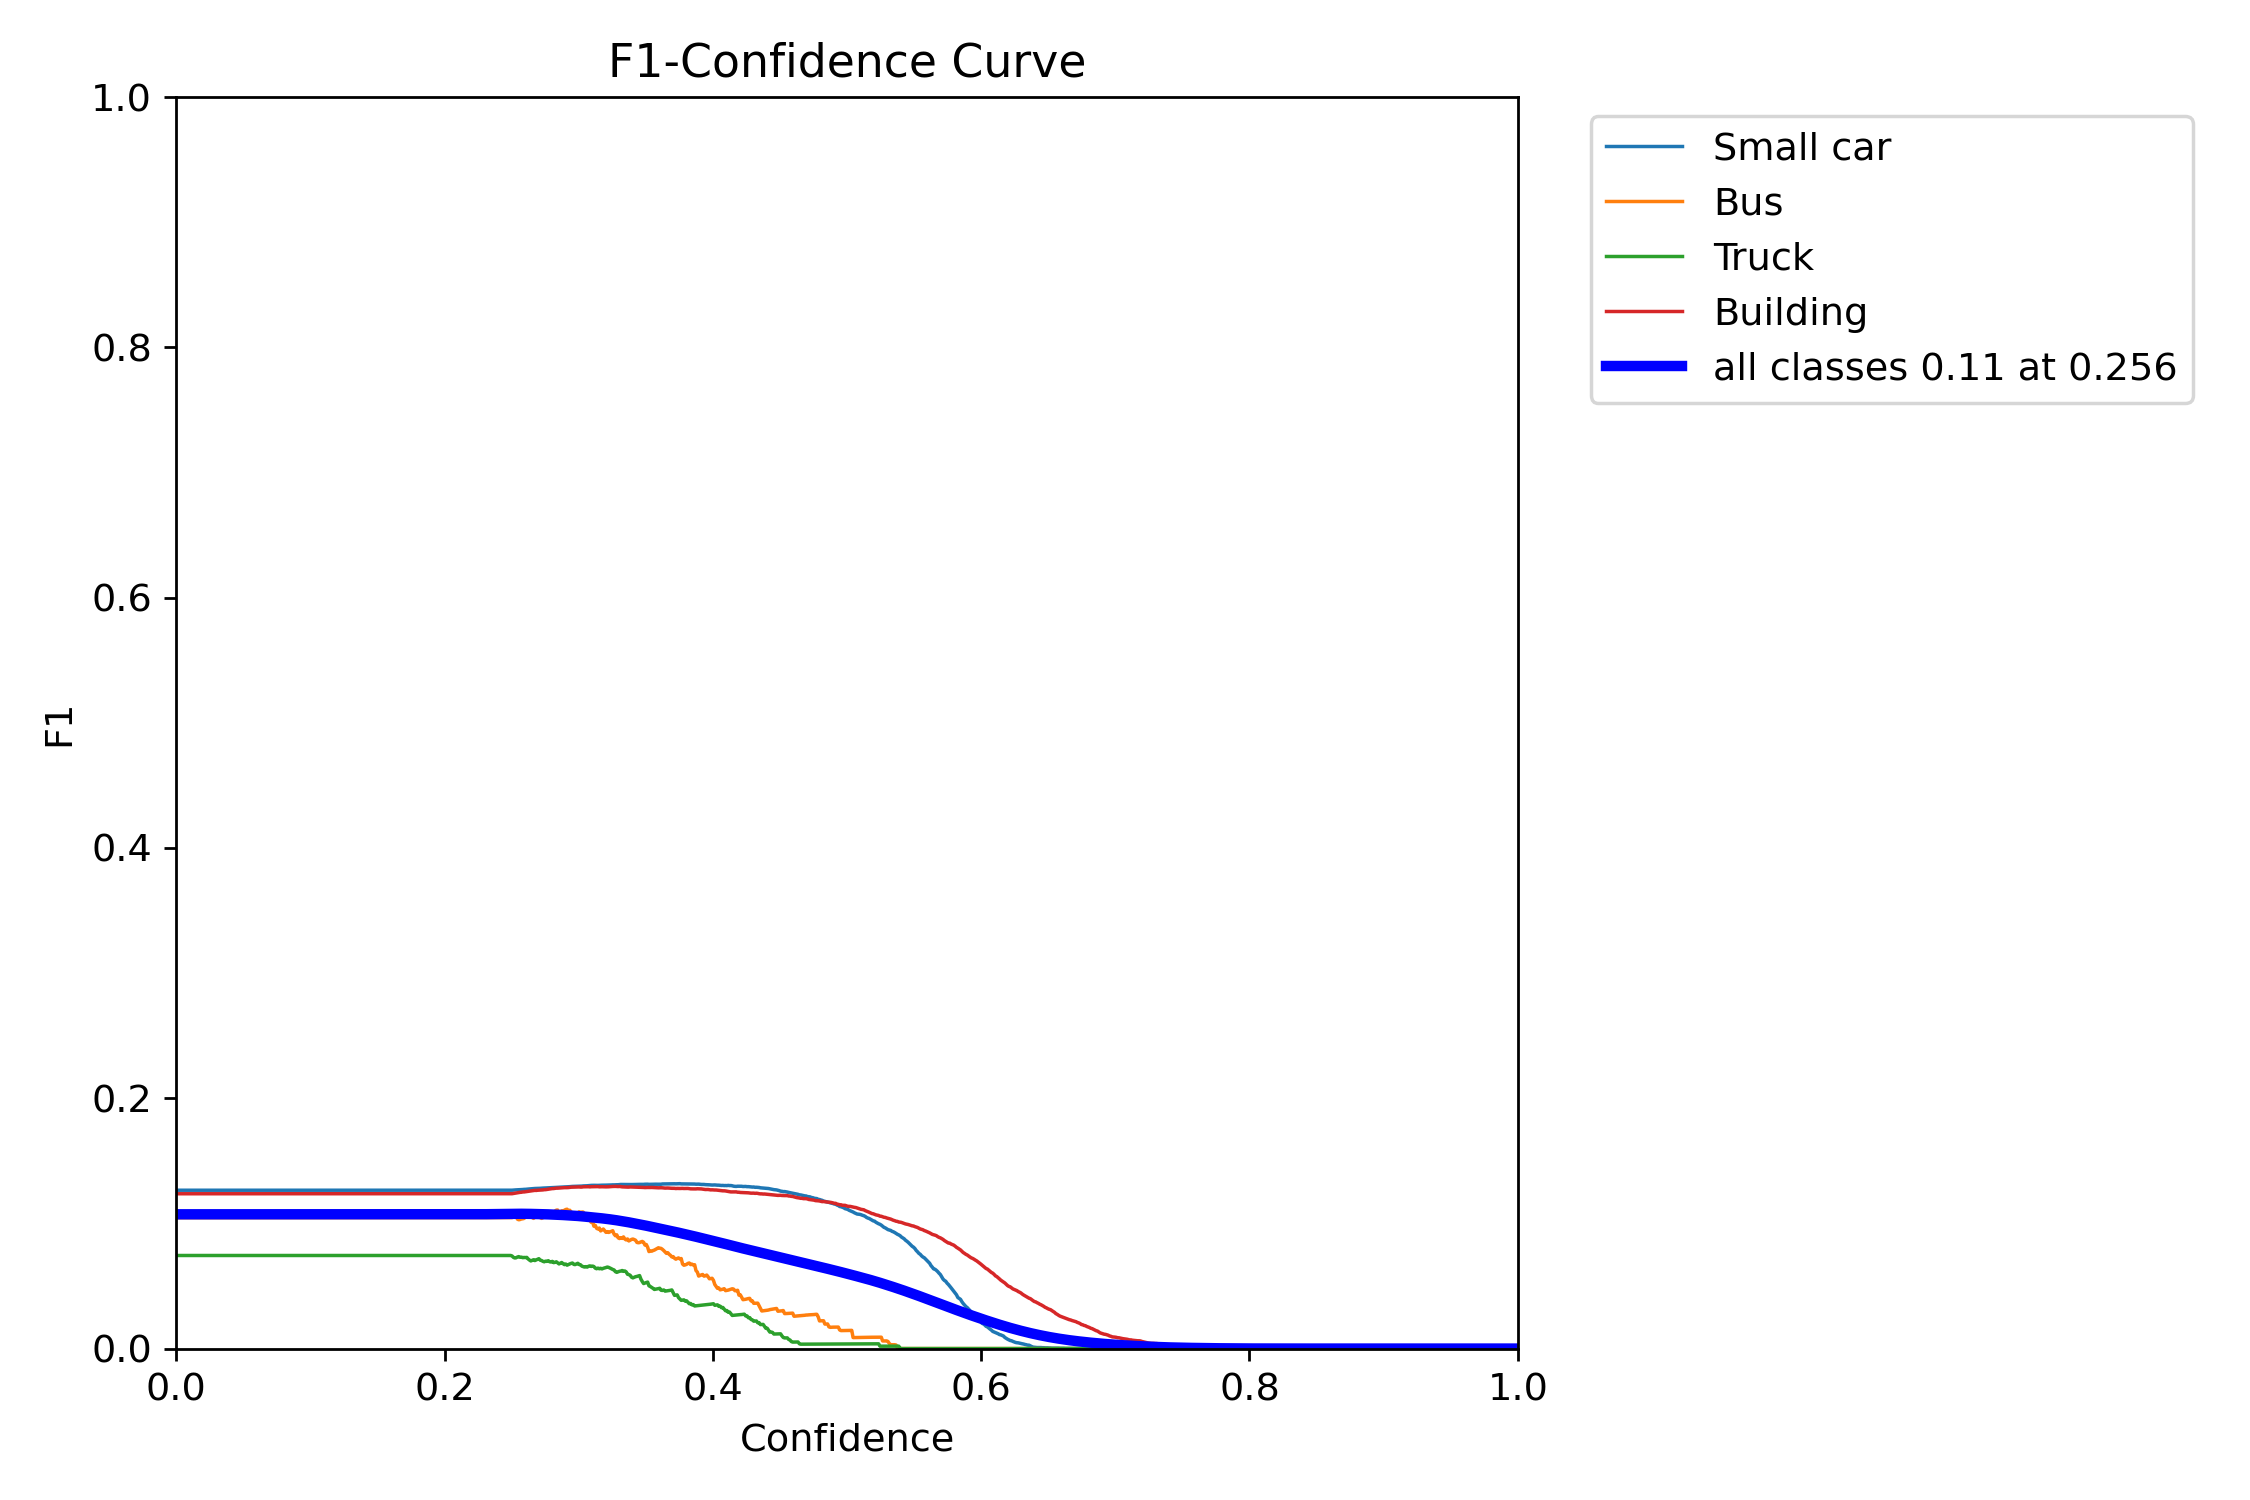 F1-Confidence Curve
1.0
0.8
0.6
0.4
0.2
0.0
F1
0.0 0.2 0.4 0.6 0.8 1.0
Confidence
Small car
Bus
Truck
Building
all classes 0.11 at 0.256